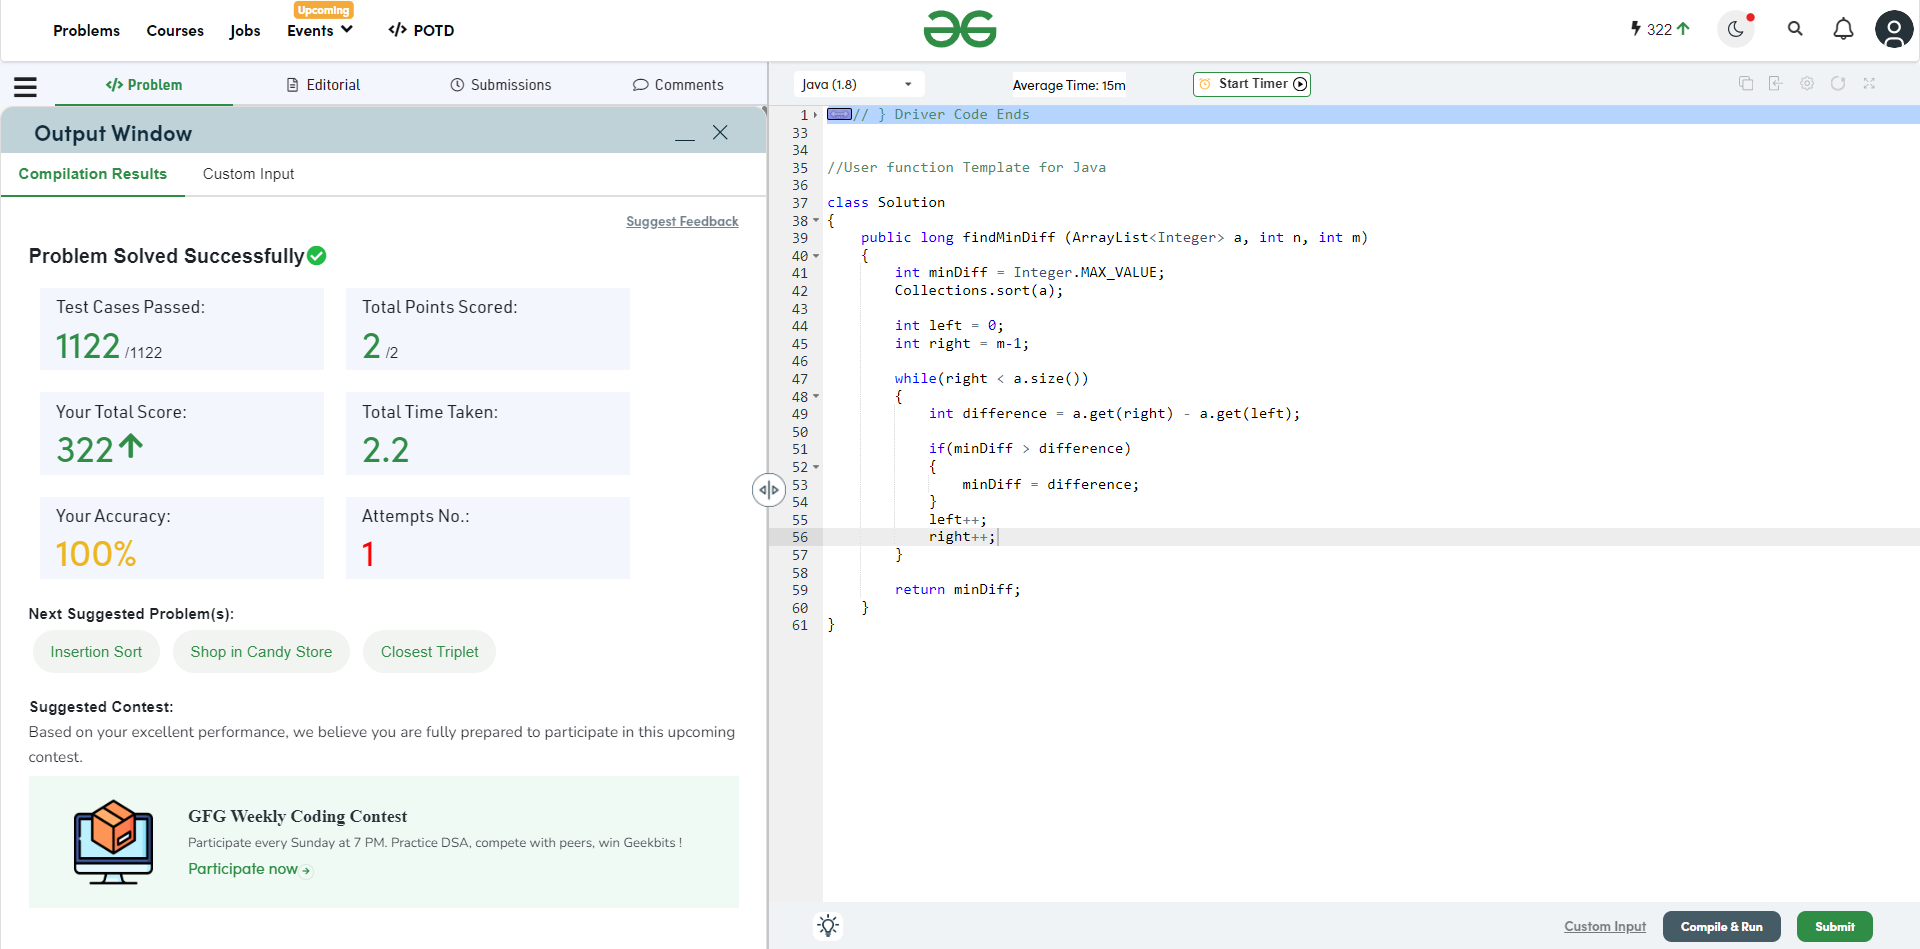 Problems Courses Jobs Upcoming Events POTD
322
Problem Editorial Submissions Comments
Java (1.8) Average Time: 15m Start Timer
Output Window
Compilation Results Custom Input
Suggest Feedback
Problem Solved Successfully
Test Cases Passed:
1122 /1122
Total Points Scored:
2 /2
Your Total Score:
322
Total Time Taken:
2.2
Your Accuracy:
100%
Attempts No.:
1
Next Suggested Problem(s):
Insertion Sort Shop in Candy Store Closest Triplet
Suggested Contest:
Based on your excellent performance, we believe you are fully prepared to participate in this upcoming
contest.
GFG Weekly Coding Contest
Participate every Sunday at 7 PM. Practice DSA, compete with peers, win Geekbits !
Participate now
1 // } Driver Code Ends
33
34
35 //User function Template for Java
36
37 class Solution
38 {
39 public long findMinDiff (ArrayList<Integer> a, int n, int m)
40 {
41 int minDiff = Integer.MAX_VALUE;
42 Collections.sort(a);
43
44 int left = 0;
45 int right = m-1;
46
47 while(right < a.size())
48 {
49 int difference = a.get(right) - a.get(left);
50
51 if(minDiff > difference)
52 {
53 minDiff = difference;
54 }
55 left++;
56 right++;
57 }
58
59 return minDiff;
60 }
61 }
Custom Input Compile & Run Submit